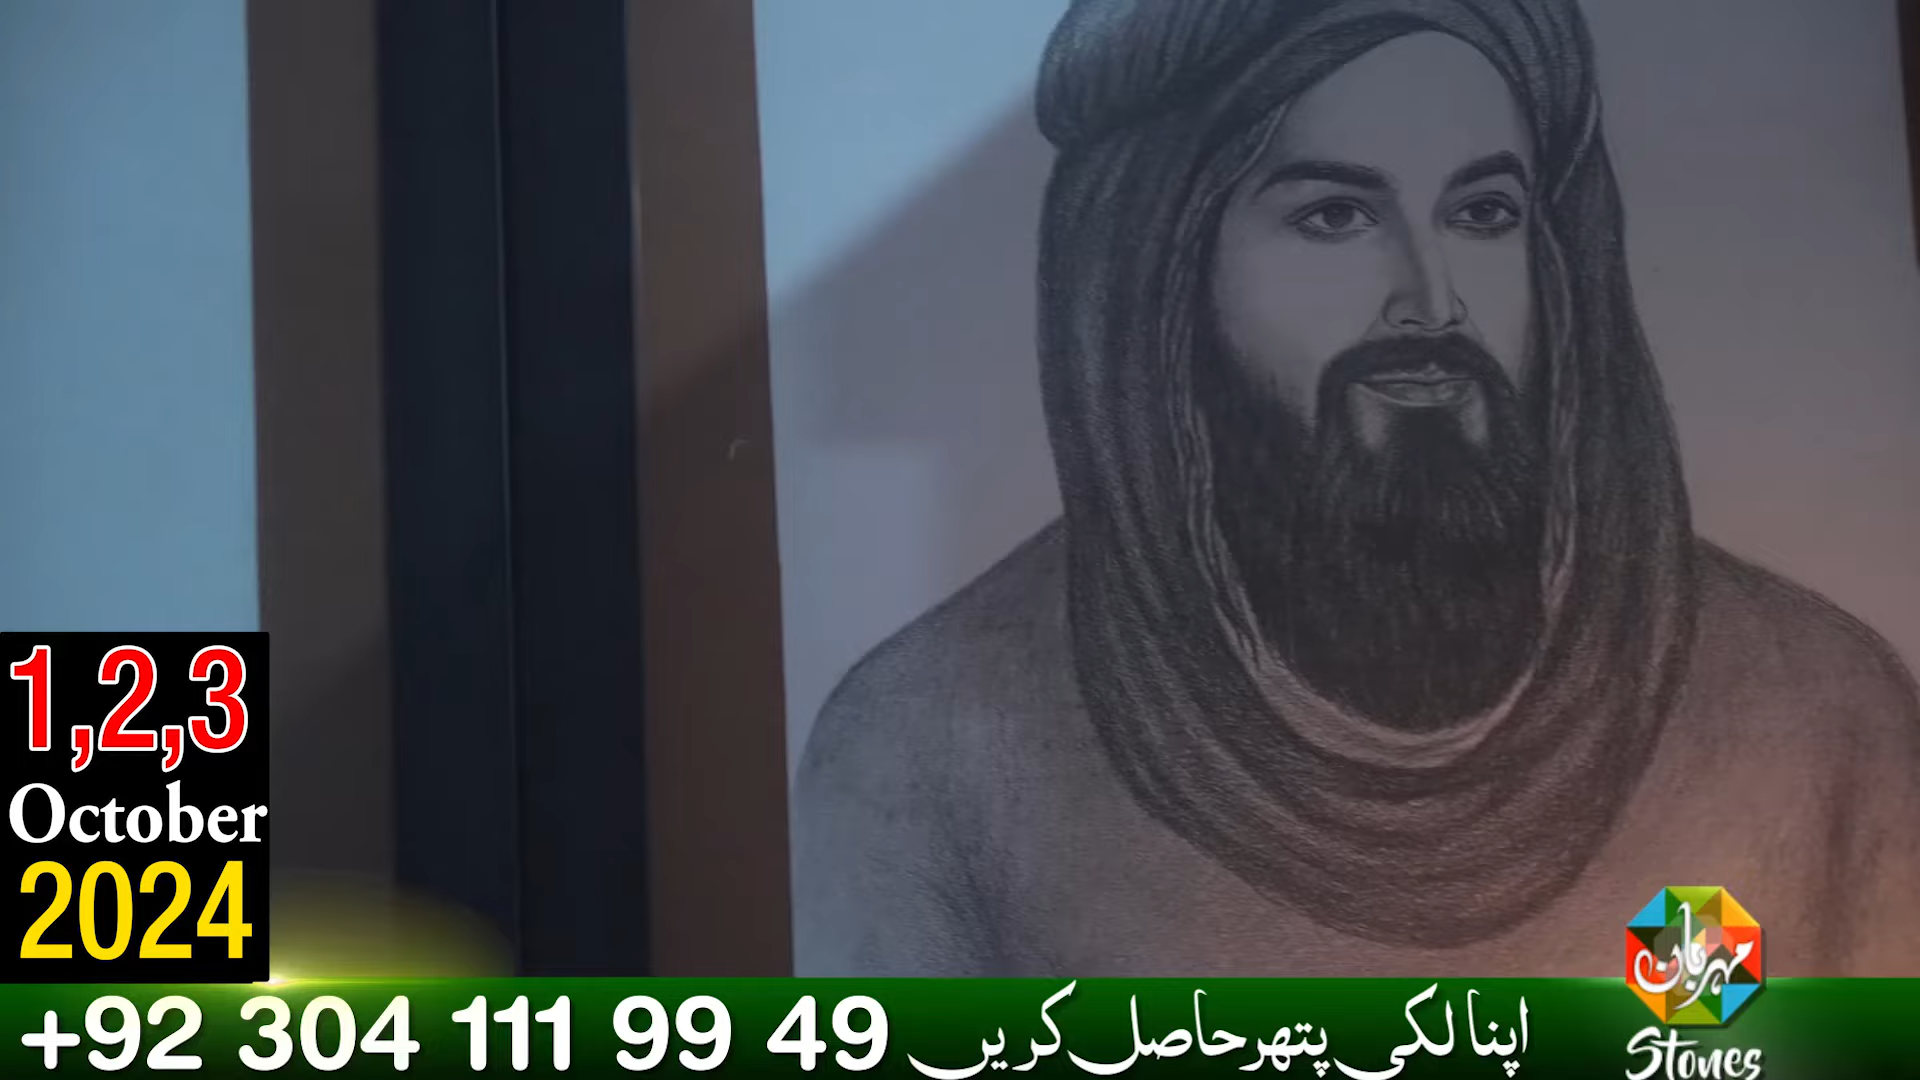 1,2,3
October
2024
+92 304 111 99 49 اپنا لکی پتھر حاصل کریں
مہربان
Stones